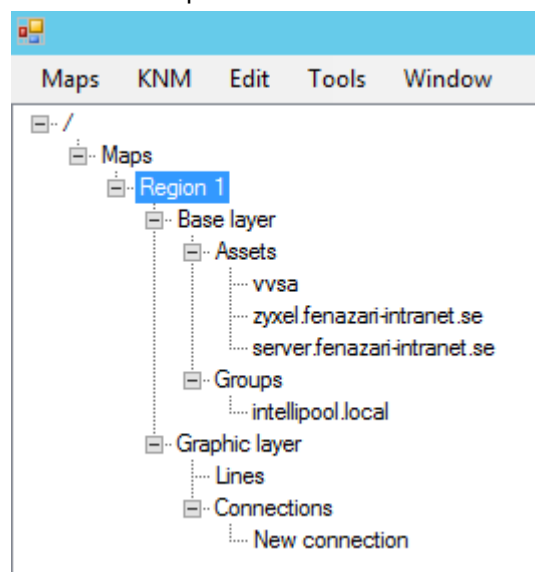 Maps KNM Edit Tools Window
/
Maps
Region 1
Base layer
Assets
vvsa
zyxel.fenazari-intranet.se
server.fenazari-intranet.se
Groups
intellipool.local
Graphic layer
Lines
Connections
New connection